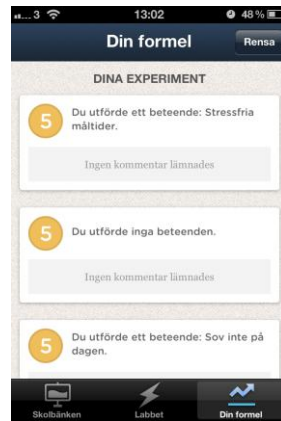 ...3 13:02 48 %
Din formel Rensa
DINA EXPERIMENT
5 Du utförde ett beteende: Stressfria
måltider.
Ingen kommentar lämnades
5 Du utförde inga beteenden.
Ingen kommentar lämnades
5 Du utförde ett beteende: Sov inte på
dagen.
Skolbänken Labbet Din formel